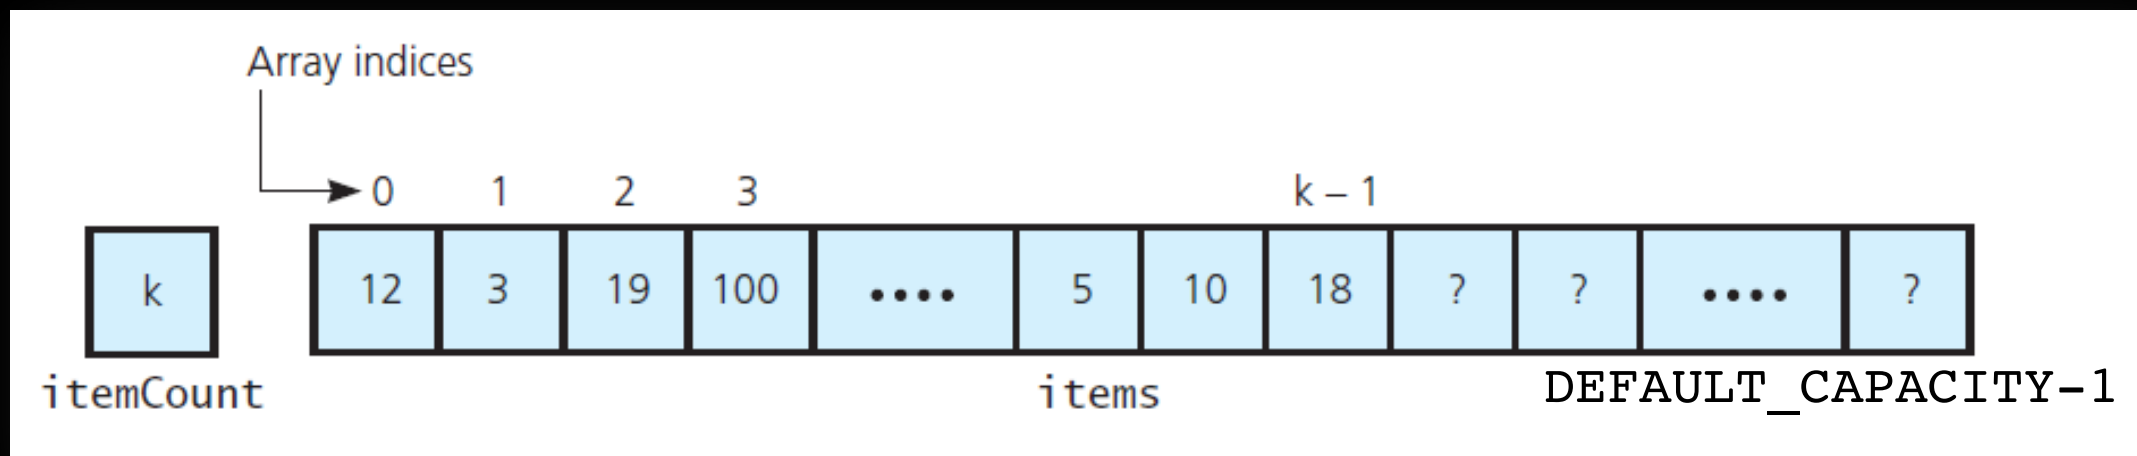 Array indices
0 1 2 3 k – 1
k 12 3 19 100 •••• 5 10 18 ? ? •••• ?
itemCount items DEFAULT_CAPACITY-1